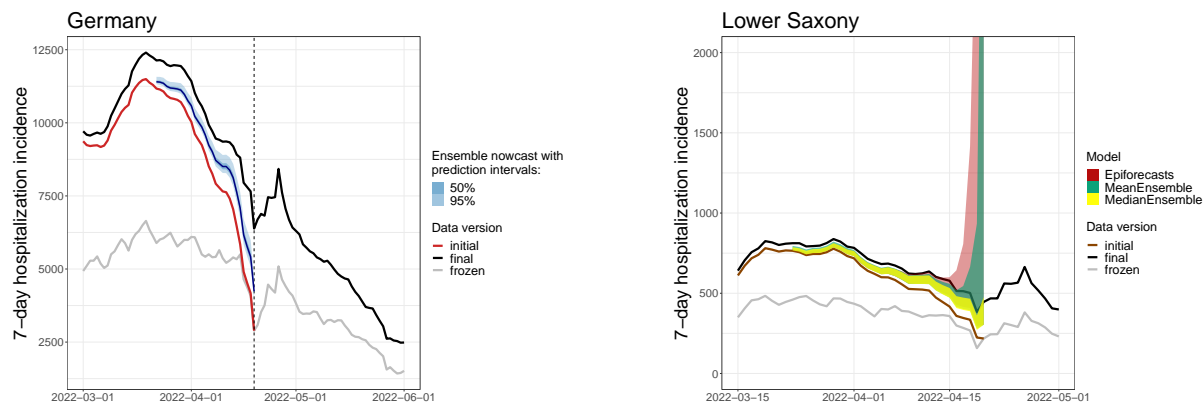 Germany
7−day hospitalization incidence
12500
10000
7500
5000
2500
2022−03−01
2022−04−01
2022−05−01
2022−06−01
Ensemble nowcast with
prediction intervals:
50%
95%
Data version
initial
final
frozen
Lower Saxony
7−day hospitalization incidence
2000
1500
1000
500
0
2022−03−15
2022−04−01
2022−04−15
2022−05−01
Model
Epiforecasts
MeanEnsemble
MedianEnsemble
Data version
initial
final
frozen